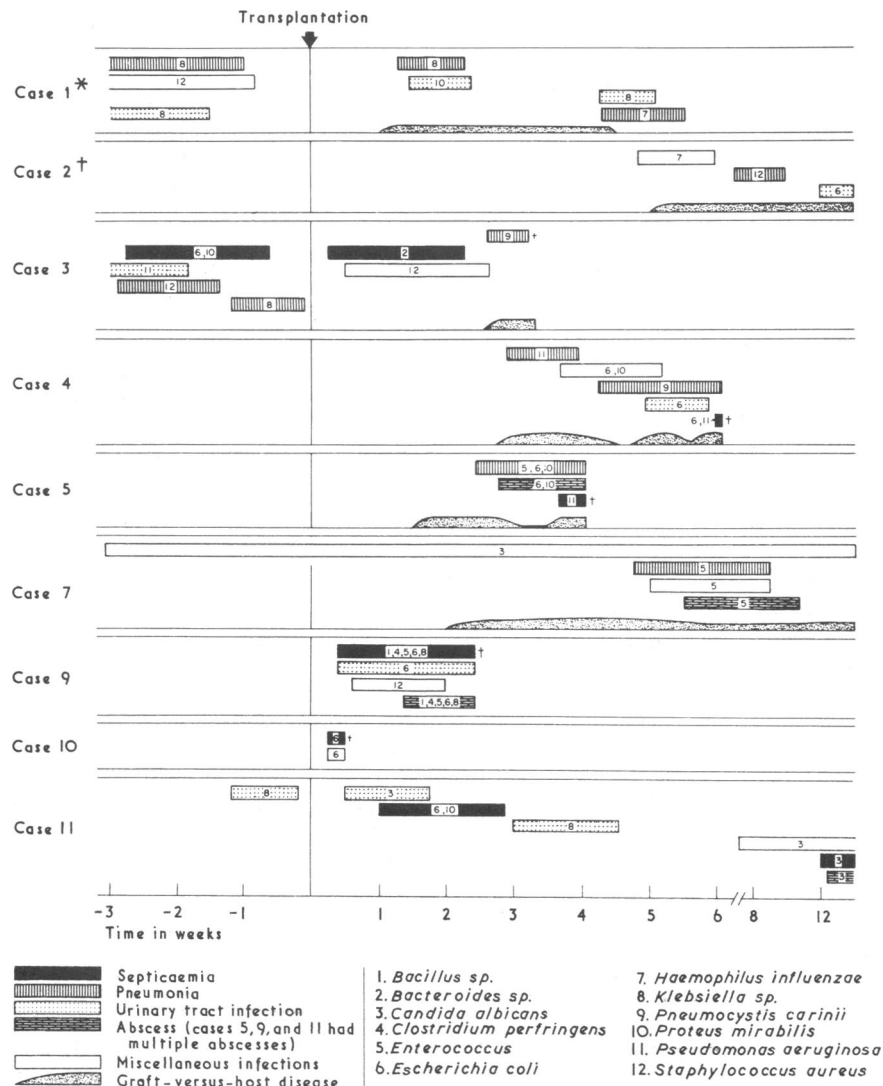 Transplantation
8
8
12
10
Case 1*
8
8
7
7
Case 2†
12
6
9 †
6,10
2
Case 3
11
12
12
8
11
Case 4
6,10
9
6
6,11 †
5,6,10
Case 5
6,10
11 †
3
5
Case 7
5
5
1,4,5,6,8 †
Case 9
6
12
1,4,5,6,8
Case 10
6 †
6
8
3
6,10
Case 11
8
3
3
3
-3 -2 -1 1 2 3 4 5 6 8 12
Time in weeks
Septicaemia
Pneumonia
Urinary tract infection
Abscess (cases 5, 9, and 11 had
multiple abscesses)
Miscellaneous infections
Graft-versus-host disease
1. Bacillus sp.
2. Bacteroides sp.
3. Candida albicans
4. Clostridium perfringens
5. Enterococcus
6. Escherichia coli
7. Haemophilus influenzae
8. Klebsiella sp.
9. Pneumocystis carinii
10. Proteus mirabilis
11. Pseudomonas aeruginosa
12. Staphylococcus aureus